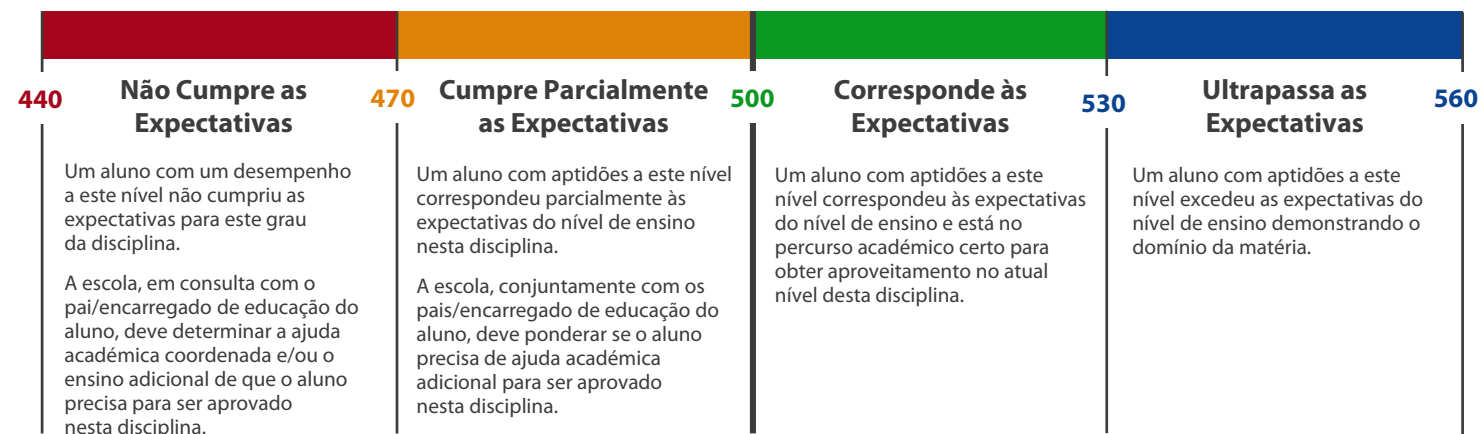 440
Não Cumpre as
Expectativas
Um aluno com um desempenho
a este nível não cumpriu as
expectativas para este grau
da disciplina.
A escola, em consulta com o
pai/encarregado de educação do
aluno, deve determinar a ajuda
académica coordenada e/ou o
ensino adicional de que o aluno
precisa para ser aprovado
nesta disciplina.
470
Cumpre Parcialmente
as Expectativas
Um aluno com aptidões a este nível
correspondeu parcialmente às
expectativas do nível de ensino
nesta disciplina.
A escola, conjuntamente com os
pais/encarregado de educação do
aluno, deve ponderar se o aluno
precisa de ajuda académica
adicional para ser aprovado
nesta disciplina.
500
Corresponde às
Expectativas
Um aluno com aptidões a este
nível correspondeu às expectativas
do nível de ensino e está no
percurso académico certo para
obter aproveitamento no atual
nível desta disciplina.
530
Ultrapassa as
Expectativas
Um aluno com aptidões a este
nível excedeu as expectativas do
nível de ensino demonstrando o
domínio da matéria.
560